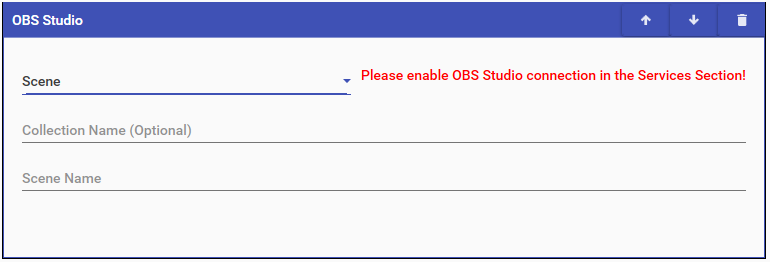 OBS Studio
Scene
Please enable OBS Studio connection in the Services Section!
Collection Name (Optional)
Scene Name